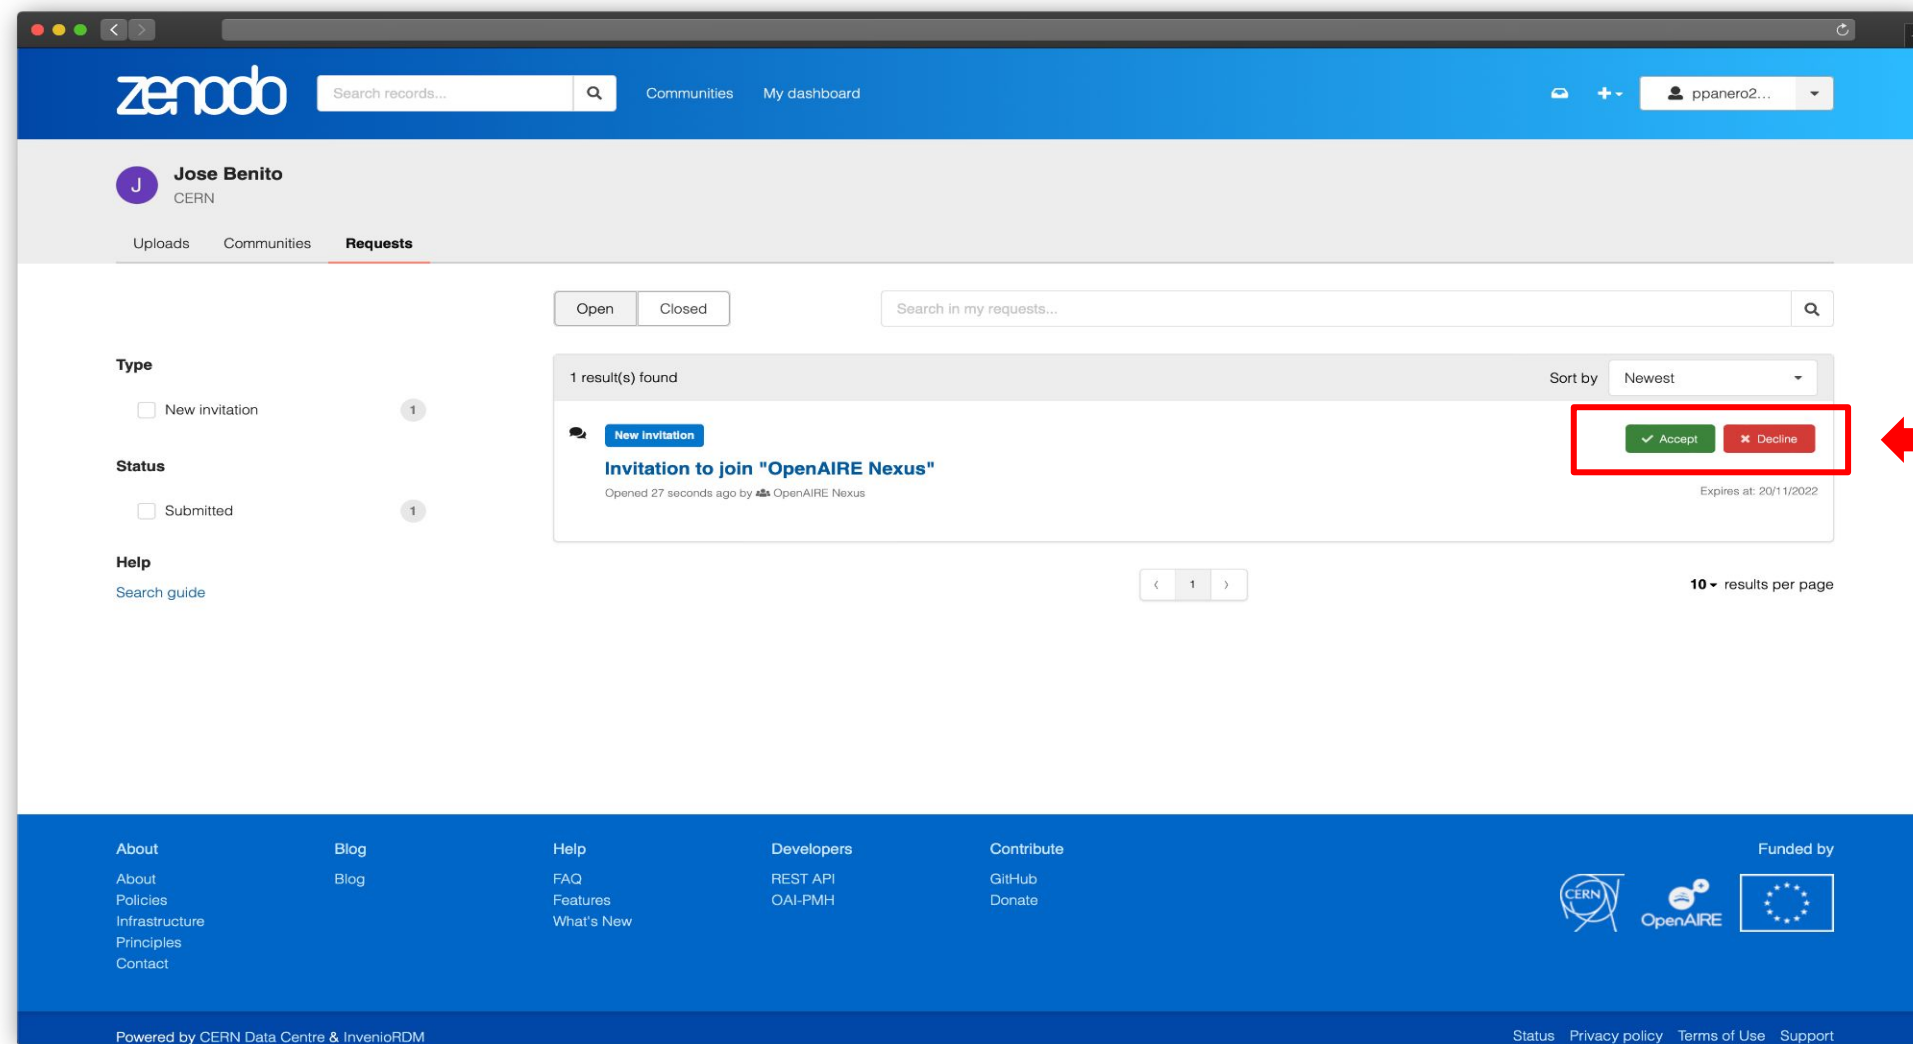 zenodo
Search records...
Communities
My dashboard
ppanero2...
J
Jose Benito
CERN
Uploads
Communities
Requests
Open
Closed
Search in my requests...
Type
New invitation
1
Status
Submitted
1
Help
Search guide
1 result(s) found
Sort by
Newest
New invitation
Accept
Decline
Invitation to join "OpenAIRE Nexus"
Opened 27 seconds ago by OpenAIRE Nexus
Expires at: 20/11/2022
1
10 results per page
About
About
Policies
Infrastructure
Principles
Contact
Blog
Blog
Help
FAQ
Features
What's New
Developers
REST API
OAI-PMH
Contribute
GitHub
Donate
Funded by
CERN
OpenAIRE
Powered by CERN Data Centre & InvenioRDM
Status
Privacy policy
Terms of Use
Support